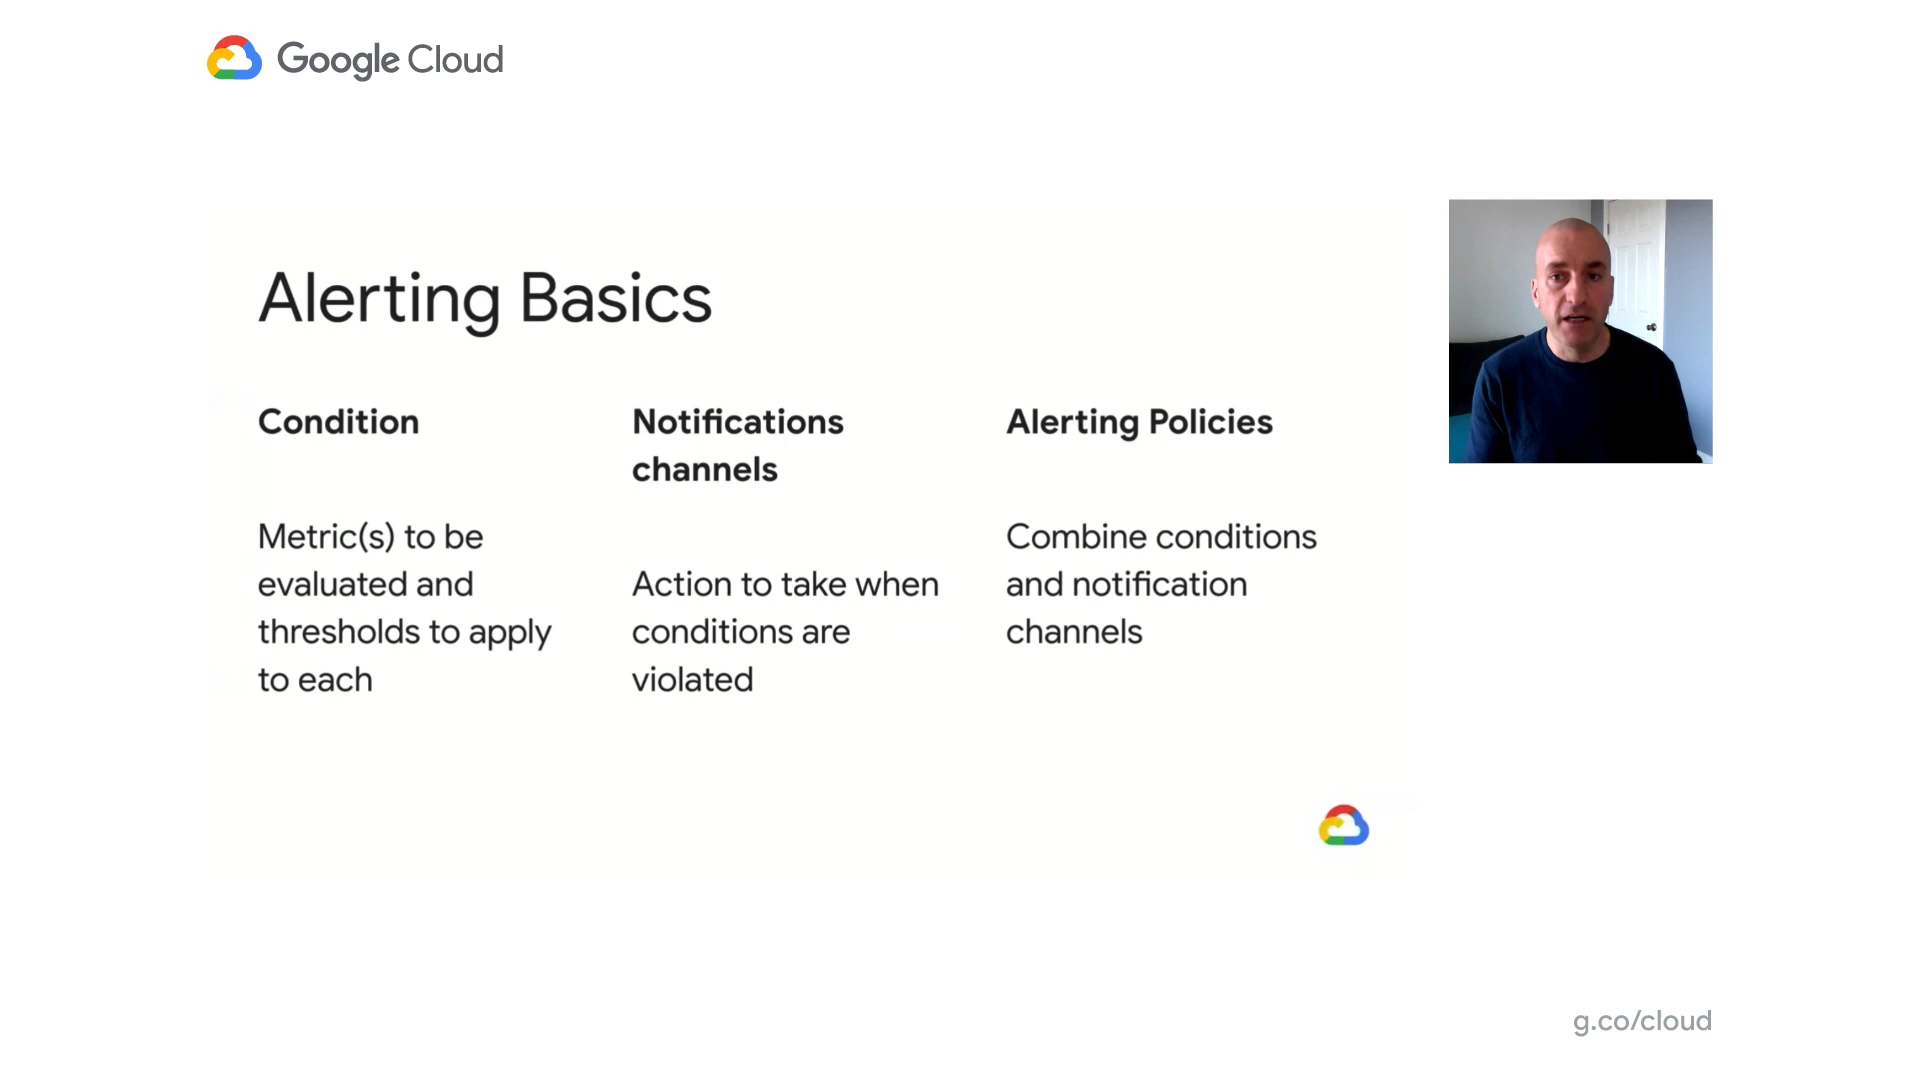 Google Cloud
Alerting Basics
Condition
Metric(s) to be
evaluated and
thresholds to apply
to each
Notifications
channels
Action to take when
conditions are
violated
Alerting Policies
Combine conditions
and notification
channels
g.co/cloud